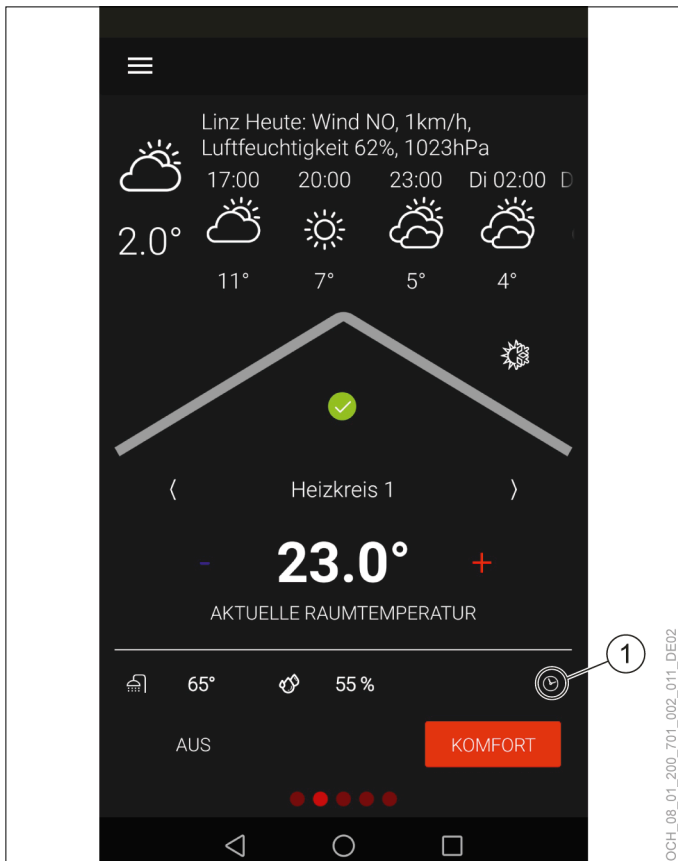 Linz Heute: Wind NO, 1km/h,
Luftfeuchtigkeit 62%, 1023hPa
17:00 20:00 23:00 Di 02:00 D
2.0°
11° 7° 5° 4°
Heizkreis 1
- 23.0° +
AKTUELLE RAUMTEMPERATUR
1
65° 55 %
AUS KOMFORT
OCH_08_01_200_701_002_011_DE02